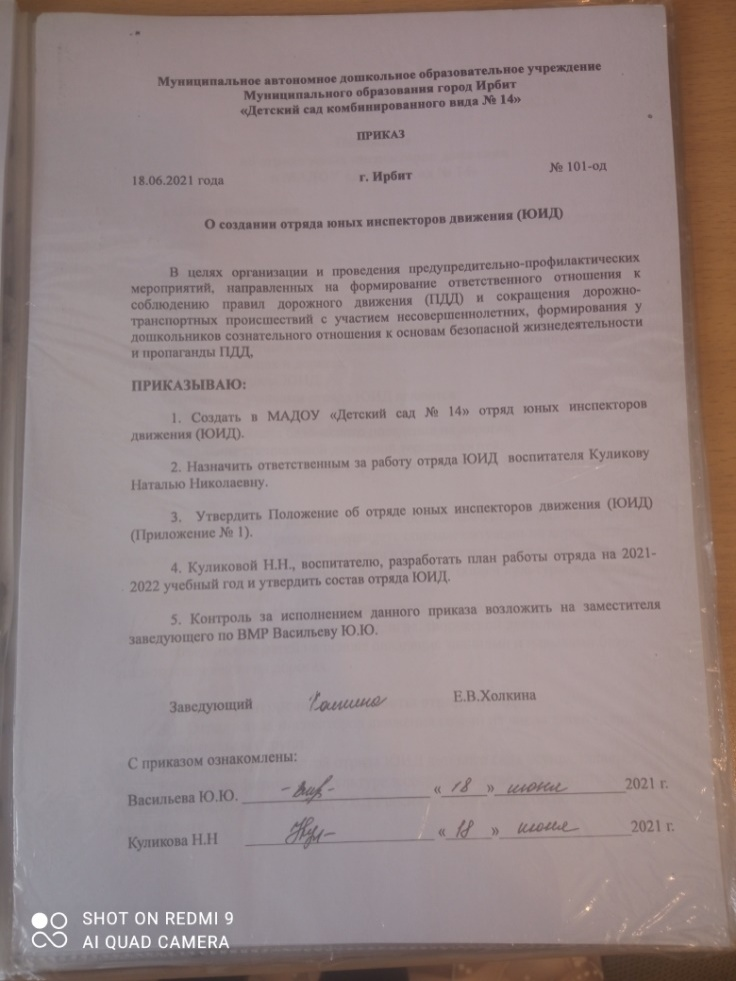 Муниципальное автономное дошкольное образовательное учреждение
Муниципального образования город Ирбит
«Детский сад комбинированного вида № 14»
ПРИКАЗ
18.06.2021 года г. Ирбит № 101-од
О создании отряда юных инспекторов движения (ЮИД)
В целях организации и проведения предупредительно-профилактических
мероприятий, направленных на формирование ответственного отношения к
соблюдению правил дорожного движения (ПДД) и сокращения дорожно-
транспортных происшествий с участием несовершеннолетних, формирования у
дошкольников сознательного отношения к основам безопасной жизнедеятельности
и пропаганды ПДД,
ПРИКАЗЫВАЮ:
1. Создать в МАДОУ «Детский сад № 14» отряд юных инспекторов
движения (ЮИД).
2. Назначить ответственным за работу отряда ЮИД воспитателя Куликову
Наталью Николаевну.
3. Утвердить Положение об отряде юных инспекторов движения (ЮИД)
(Приложение № 1).
4. Куликовой Н.Н., воспитателю, разработать план работы отряда на 2021-
2022 учебный год и утвердить состав отряда ЮИД.
5. Контроль за исполнением данного приказа возложить на заместителя
заведующего по ВМР Васильеву Ю.Ю.
Заведующий Е.В.Холкина
С приказом ознакомлены:
Васильева Ю.Ю. « 18 » июня 2021 г.
Куликова Н.Н « 18 » июня 2021 г.
SHOT ON REDMI 9
AI QUAD CAMERA